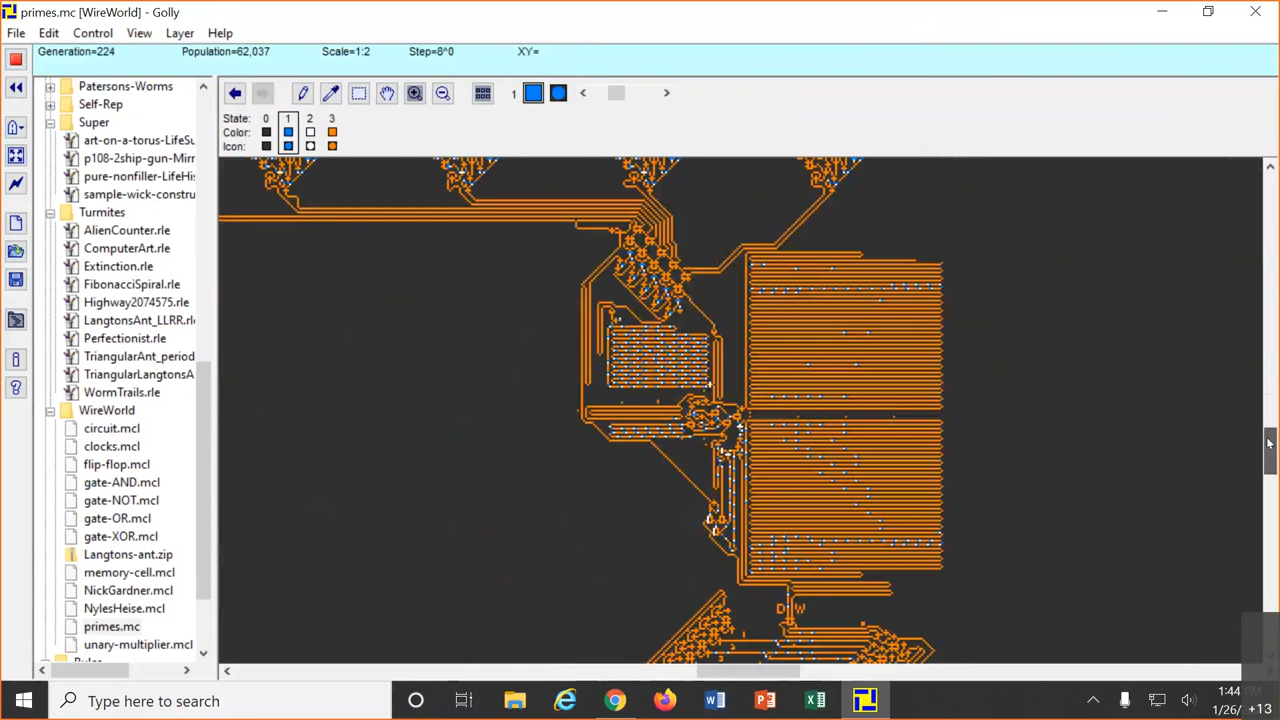 primes.mc [WireWorld] - Golly
File Edit Control View Layer Help
Generation=224 Population=62,037 Scale=1:2 Step=8^0 XY=
1
State: 0 1 2 3
Color:
Icon:
Patersons-Worms
Self-Rep
Super
art-on-a-torus-LifeSu
p108-2ship-gun-Mirr
pure-nonfiller-LifeHis
sample-wick-constru
Turmites
AlienCounter.rle
ComputerArt.rle
Extinction.rle
FibonacciSpiral.rle
Highway2074575.rle
LangtonsAnt_LLRR.rl
Perfectionist.rle
TriangularAnt_period
TriangularLangtonsA
WormTrails.rle
WireWorld
circuit.mcl
clocks.mcl
flip-flop.mcl
gate-AND.mcl
gate-NOT.mcl
gate-OR.mcl
gate-XOR.mcl
Langtons-ant.zip
memory-cell.mcl
NickGardner.mcl
NylesHeise.mcl
primes.mc
unary-multiplier.mcl
D W
Type here to search
1:44
1/26/ +13